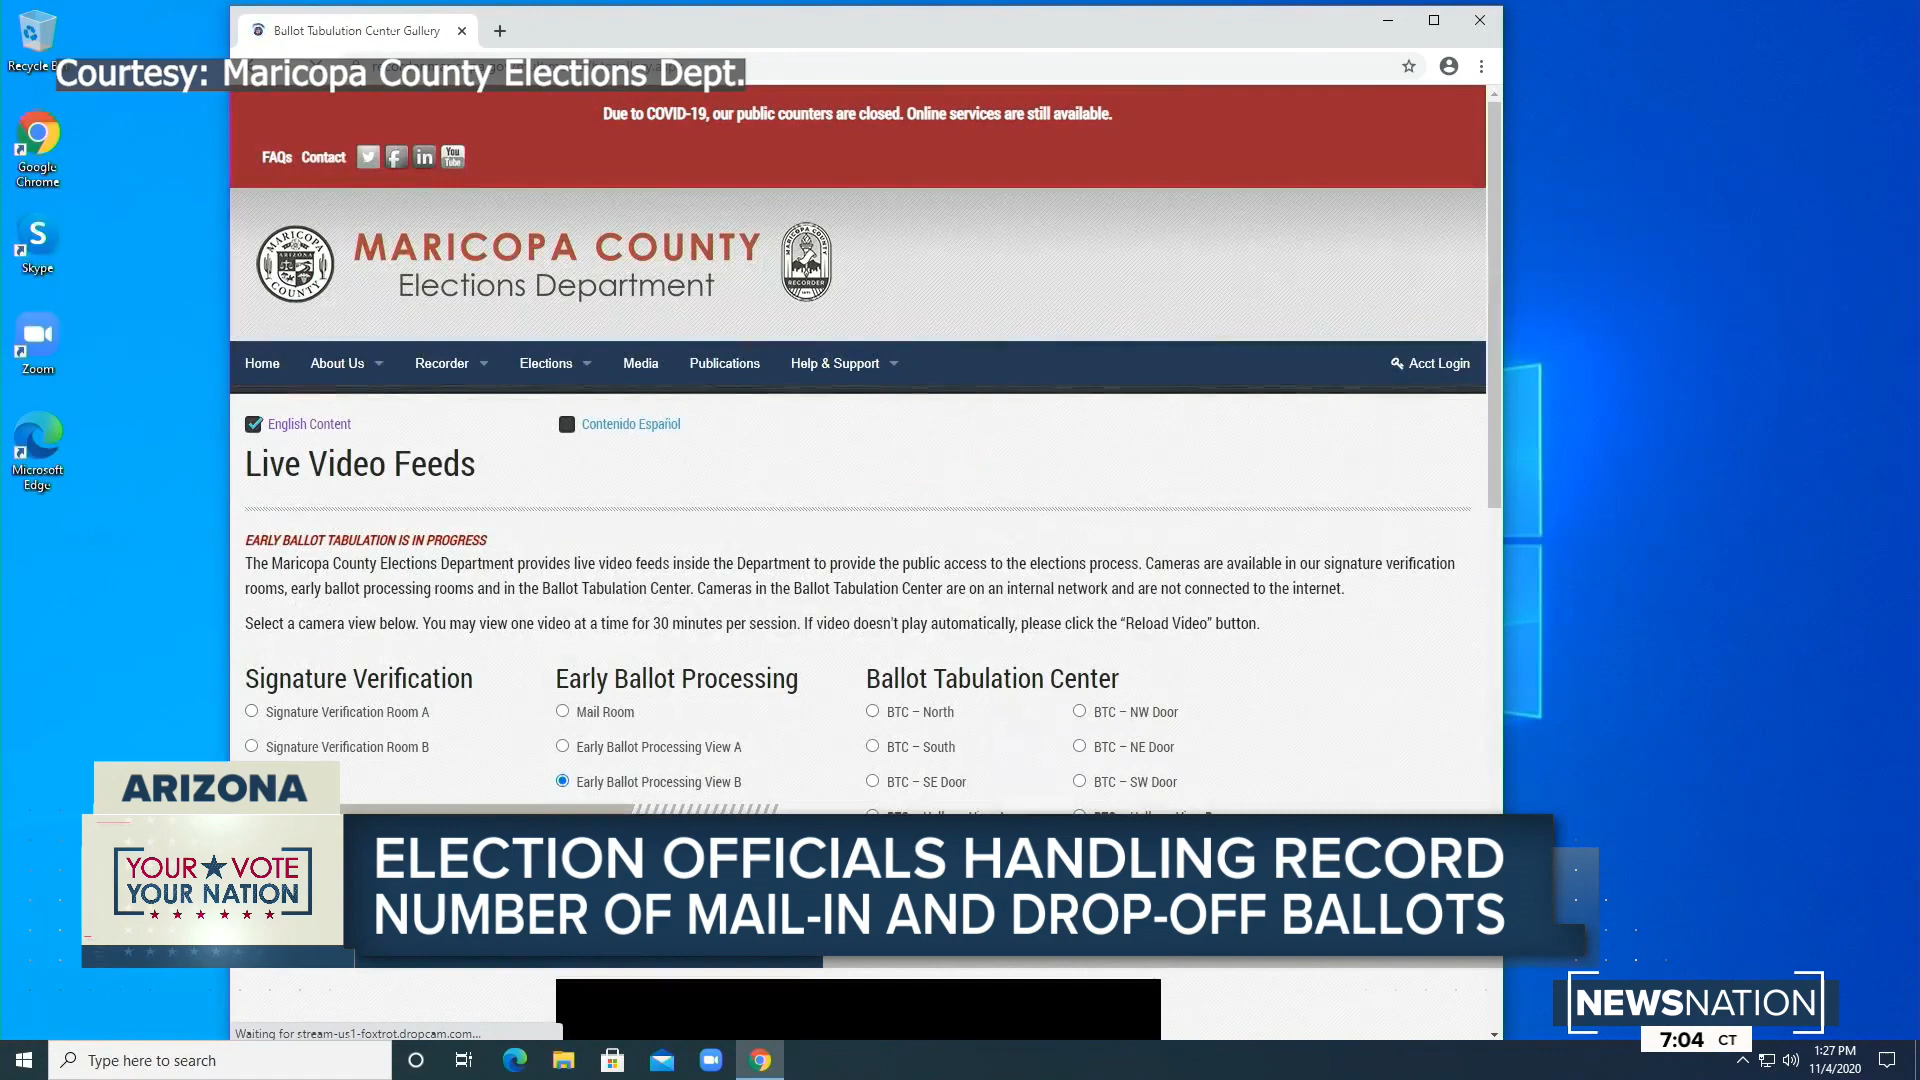 Ballot Tabulation Center Gallery
Recycle
Courtesy: Maricopa County Elections Dept.
Due to COVID-19, our public counters are closed. Online services are still available.
FAQs Contact
You Tube
Google Chrome
Skype
Zoom
Microsoft Edge
MARICOPA COUNTY
ARIZONA
MARICOPA COUNTY
Elections Department
MARICOPA COUNTY
RECORDER
Home About Us Recorder Elections Media Publications Help & Support Acct Login
English Content Contenido Español
Live Video Feeds
EARLY BALLOT TABULATION IS IN PROGRESS
The Maricopa County Elections Department provides live video feeds inside the Department to provide the public access to the elections process. Cameras are available in our signature verification
rooms, early ballot processing rooms and in the Ballot Tabulation Center. Cameras in the Ballot Tabulation Center are on an internal network and are not connected to the internet.
Select a camera view below. You may view one video at a time for 30 minutes per session. If video doesn't play automatically, please click the “Reload Video” button.
Signature Verification Early Ballot Processing Ballot Tabulation Center
Signature Verification Room A Mail Room BTC – North BTC – NW Door
Signature Verification Room B Early Ballot Processing View A BTC – South BTC – NE Door
Early Ballot Processing View B BTC – SE Door BTC – SW Door
ARIZONA
YOUR VOTE
YOUR NATION
ELECTION OFFICIALS HANDLING RECORD
NUMBER OF MAIL-IN AND DROP-OFF BALLOTS
NEWSNATION
7:04 CT
Waiting for stream-us1-foxtrot.dropcam.com...
Type here to search
1:27 PM
11/4/2020